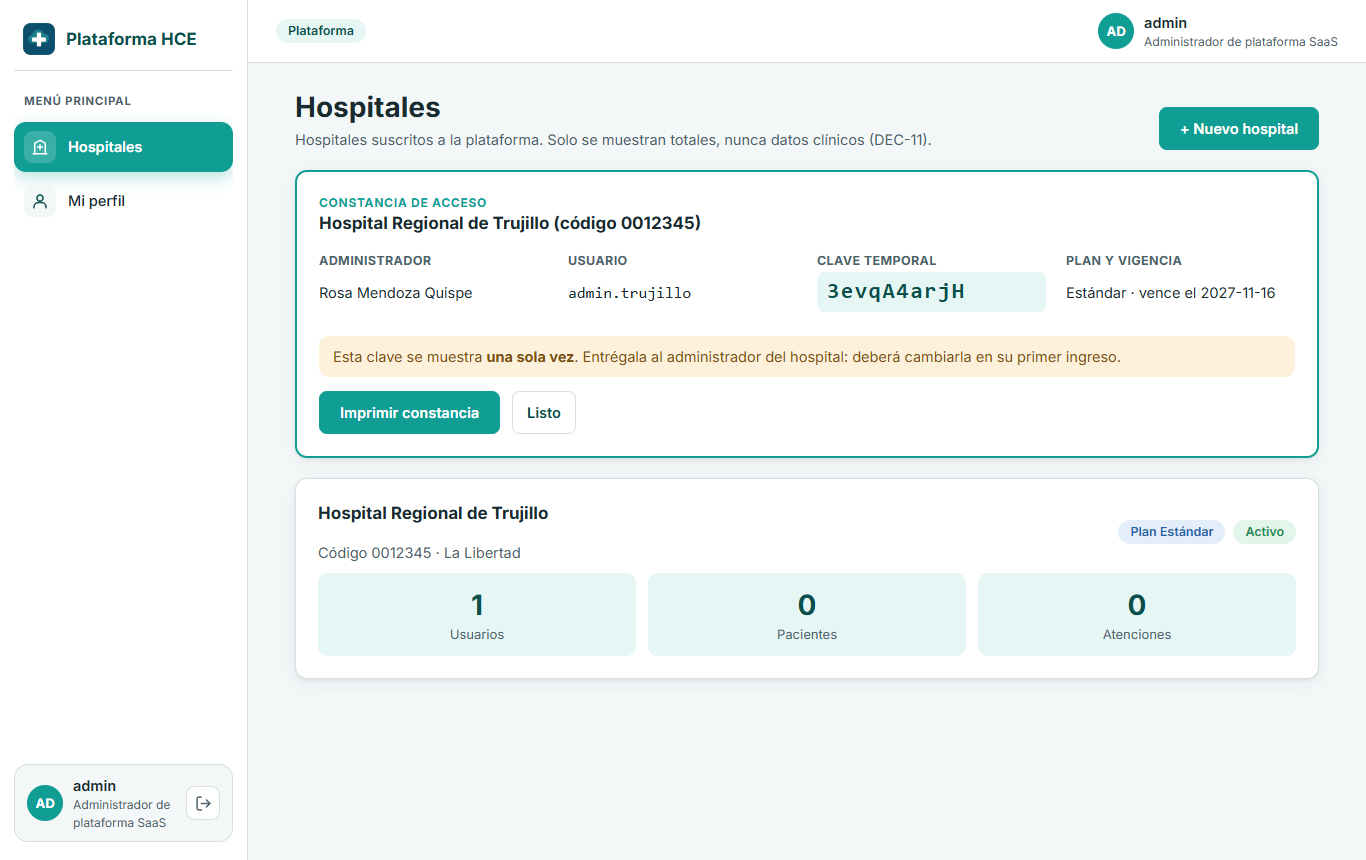 Plataforma HCE
MENÚ PRINCIPAL
Hospitales
Mi perfil
AD
admin
Administrador de
plataforma SaaS
Plataforma
AD
admin
Administrador de plataforma SaaS
Hospitales
Hospitales suscritos a la plataforma. Solo se muestran totales, nunca datos clínicos (DEC-11).
+ Nuevo hospital
CONSTANCIA DE ACCESO
Hospital Regional de Trujillo (código 0012345)
ADMINISTRADOR
Rosa Mendoza Quispe
USUARIO
admin.trujillo
CLAVE TEMPORAL
3evqA4arjH
PLAN Y VIGENCIA
Estándar · vence el 2027-11-16
Esta clave se muestra una sola vez. Entrégala al administrador del hospital: deberá cambiarla en su primer ingreso.
Imprimir constancia
Listo
Hospital Regional de Trujillo
Código 0012345 · La Libertad
Plan Estándar
Activo
1
Usuarios
0
Pacientes
0
Atenciones